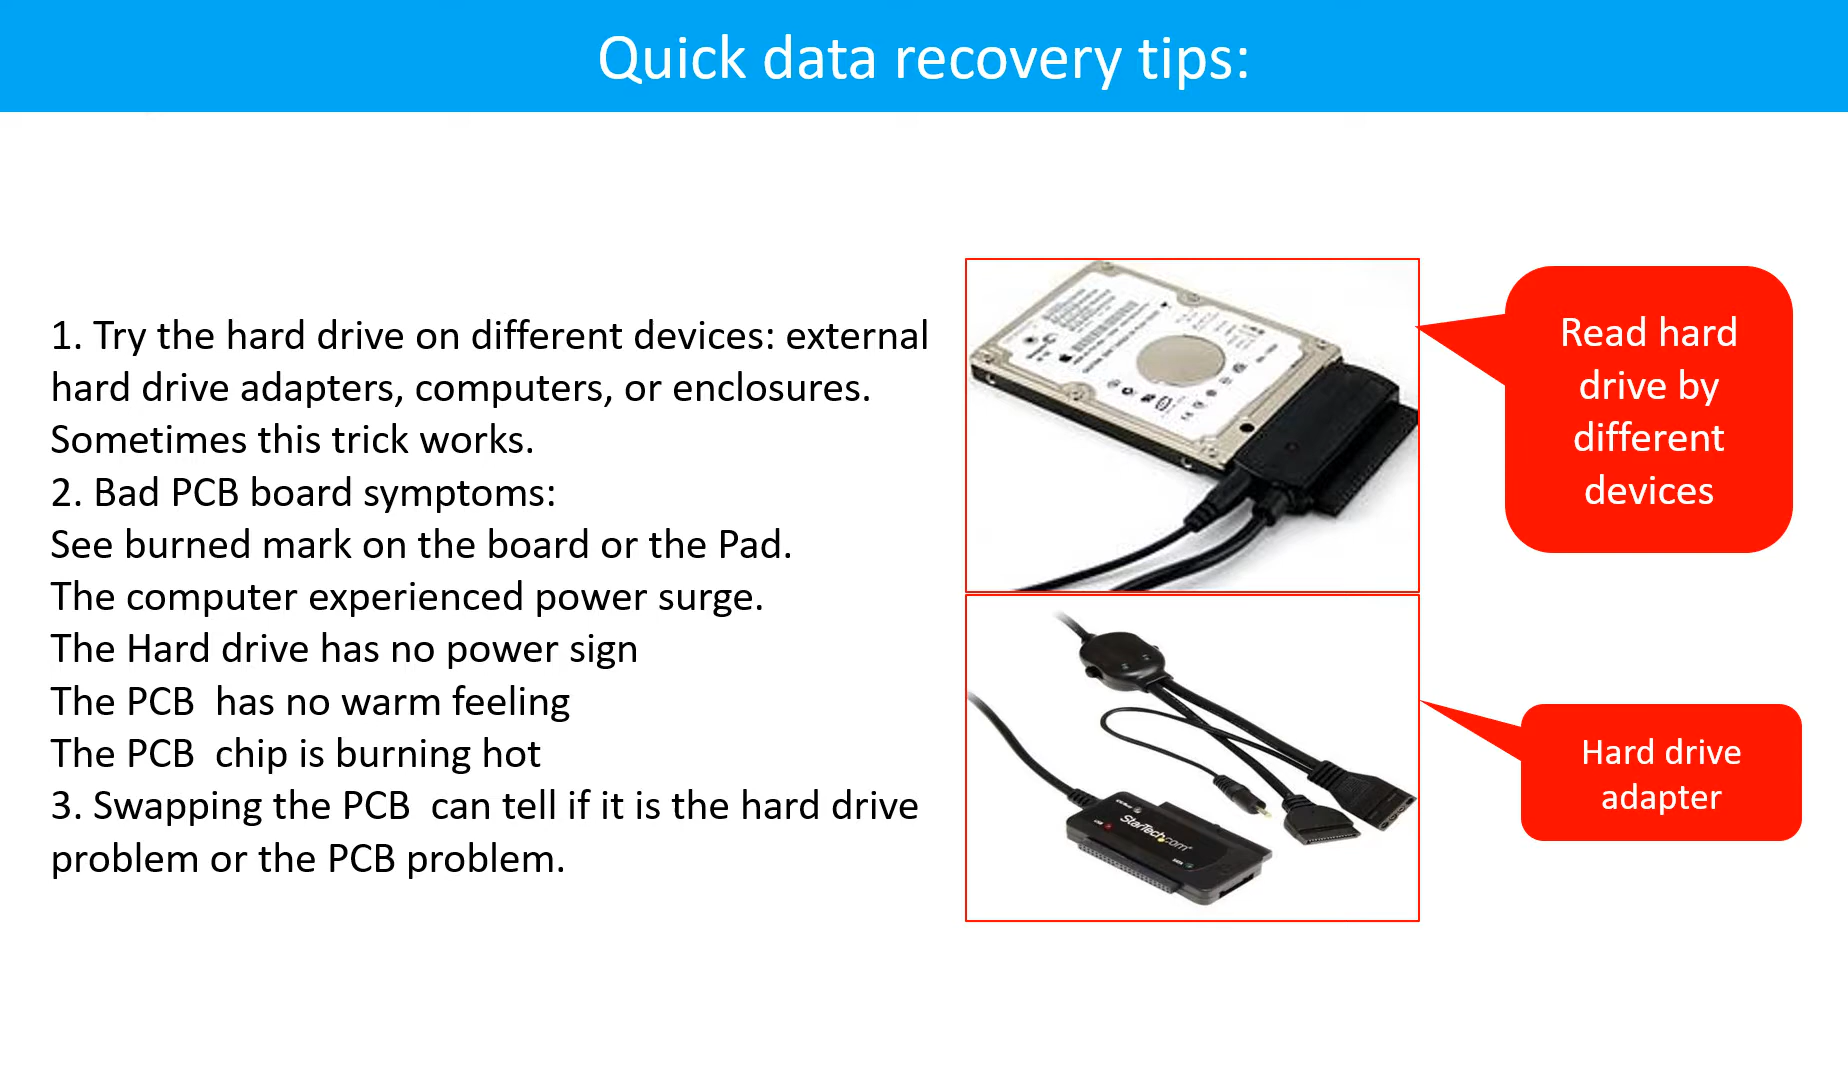 Quick data recovery tips:
1. Try the hard drive on different devices: external
hard drive adapters, computers, or enclosures.
Sometimes this trick works.
2. Bad PCB board symptoms:
See burned mark on the board or the Pad.
The computer experienced power surge.
The Hard drive has no power sign
The PCB  has no warm feeling
The PCB  chip is burning hot
3. Swapping the PCB  can tell if it is the hard drive
problem or the PCB problem.
Read hard
drive by
different
devices
StarTech.com
Hard drive
adapter